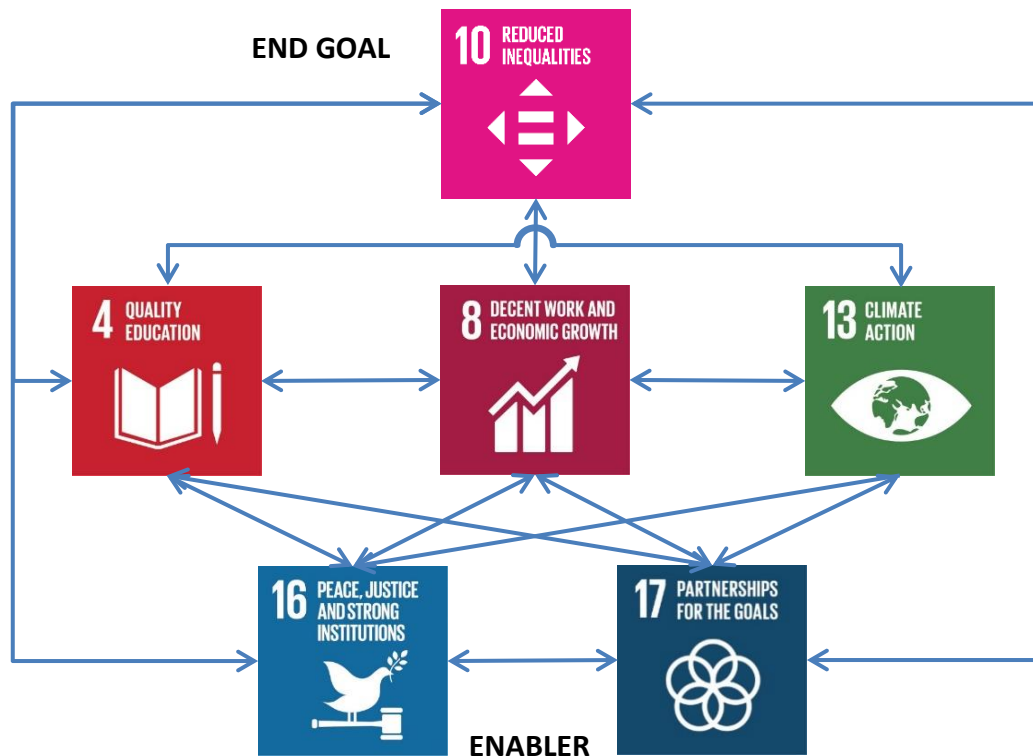 END GOAL
10 REDUCED
INEQUALITIES
4 QUALITY
EDUCATION
8 DECENT WORK AND
ECONOMIC GROWTH
13 CLIMATE
ACTION
16 PEACE, JUSTICE
AND STRONG
INSTITUTIONS
17 PARTNERSHIPS
FOR THE GOALS
ENABLER